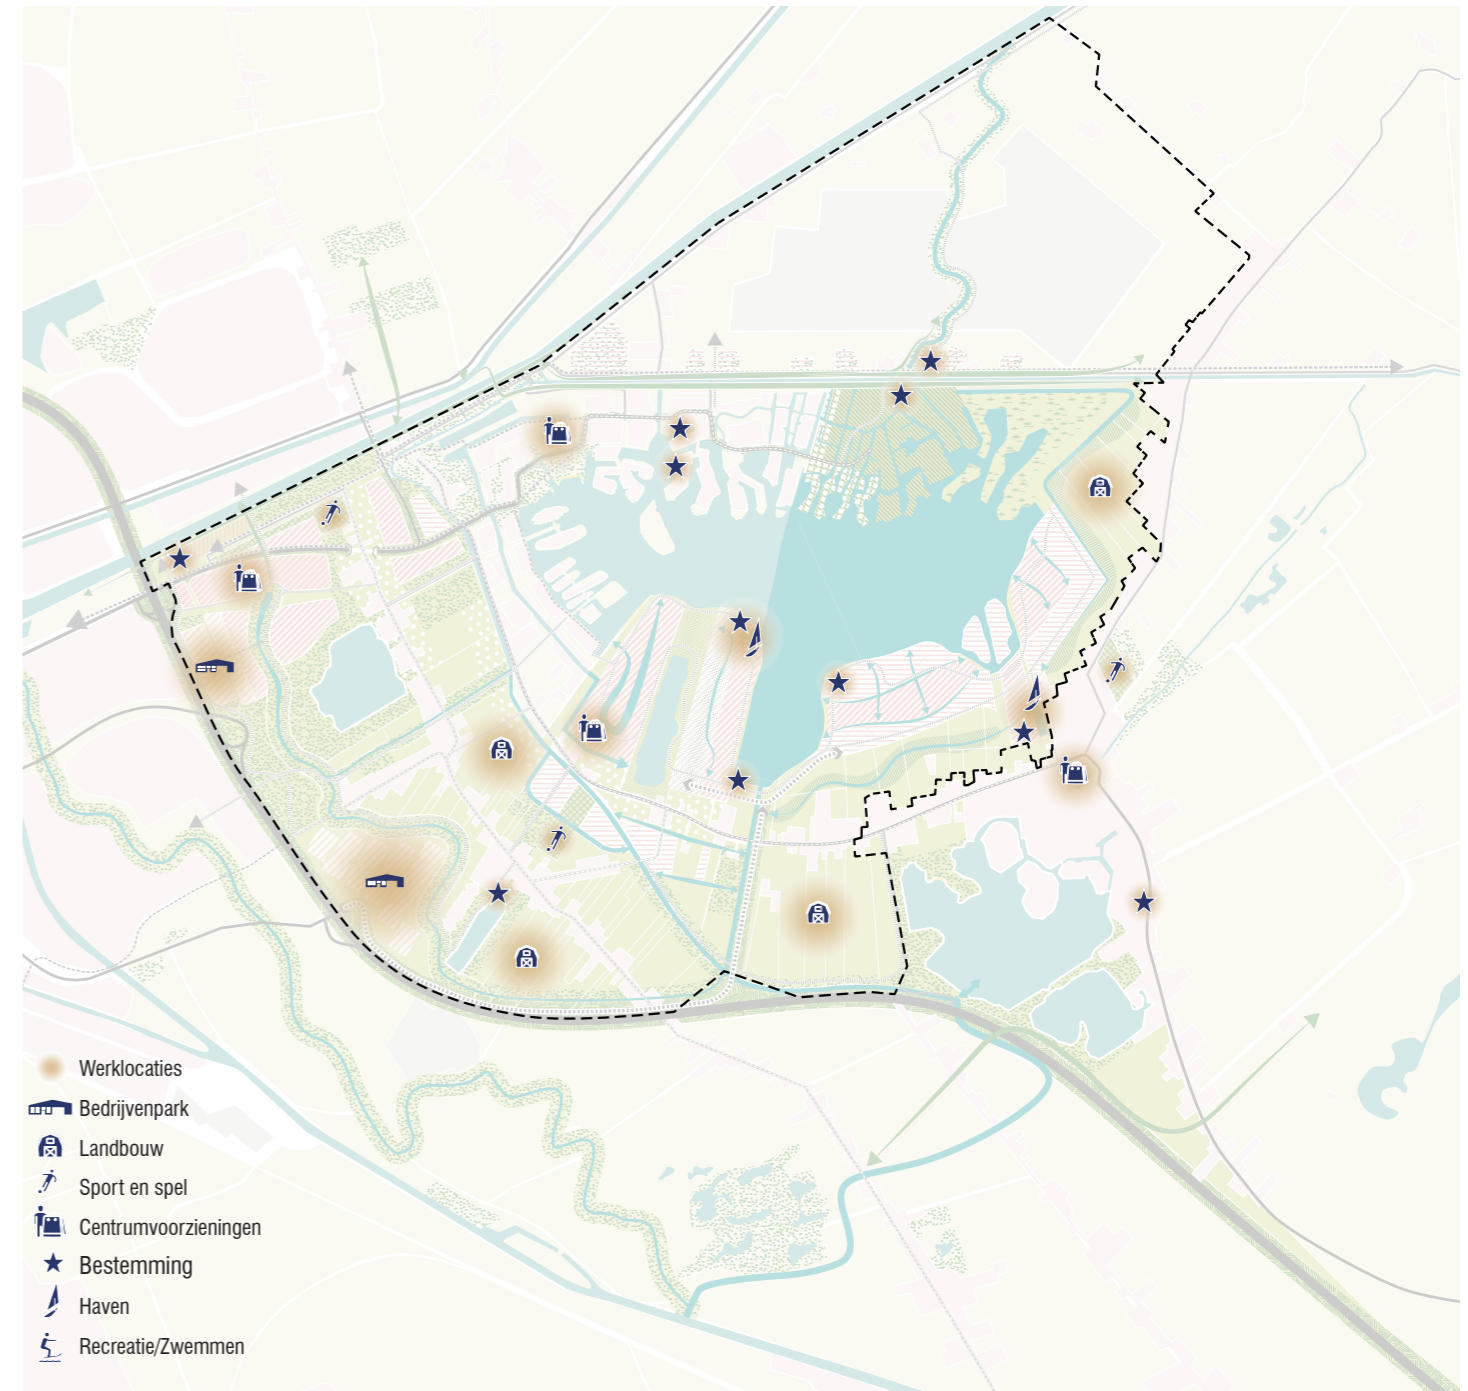 Werklocaties
Bedrijvenpark
Landbouw
Sport en spel
Centrumvoorzieningen
Bestemming
Haven
Recreatie/Zwemmen